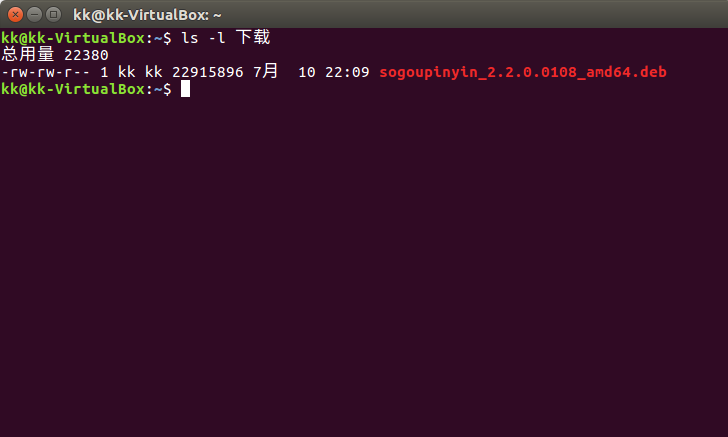 kk@kk-VirtualBox: ~
kk@kk-VirtualBox:~$ ls -l 下载
总用量 22380
-rw-rw-r-- 1 kk kk 22915896 7月  10 22:09 sogoupinyin_2.2.0.0108_amd64.deb
kk@kk-VirtualBox:~$